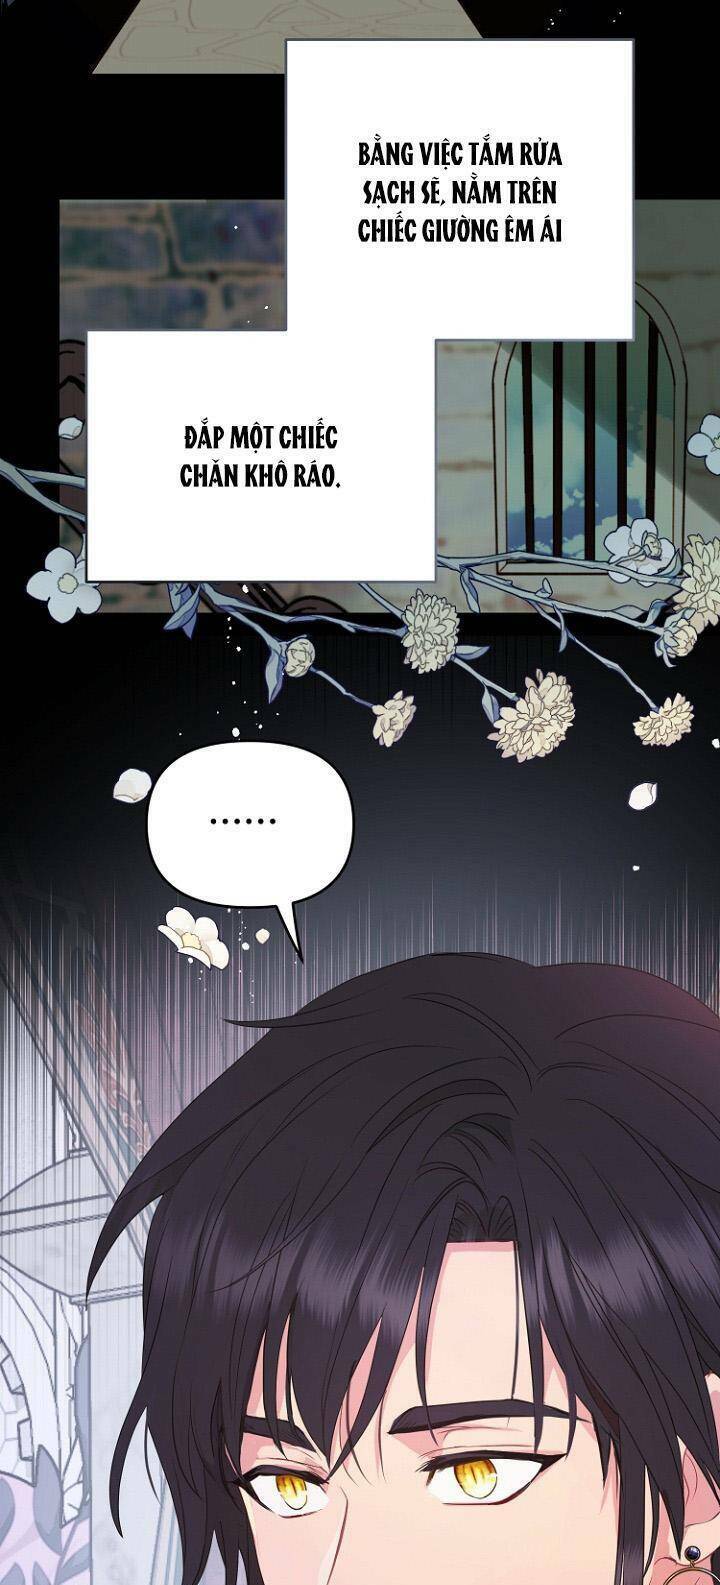 BẰNG VIỆC TẮM RỬA
SẠCH SẼ, NẰM TRÊN
CHIẾC GIƯỜNG ÊM ÁI
ĐẮP MỘT CHIẾC
CHĂN KHÔ RÁO.
......